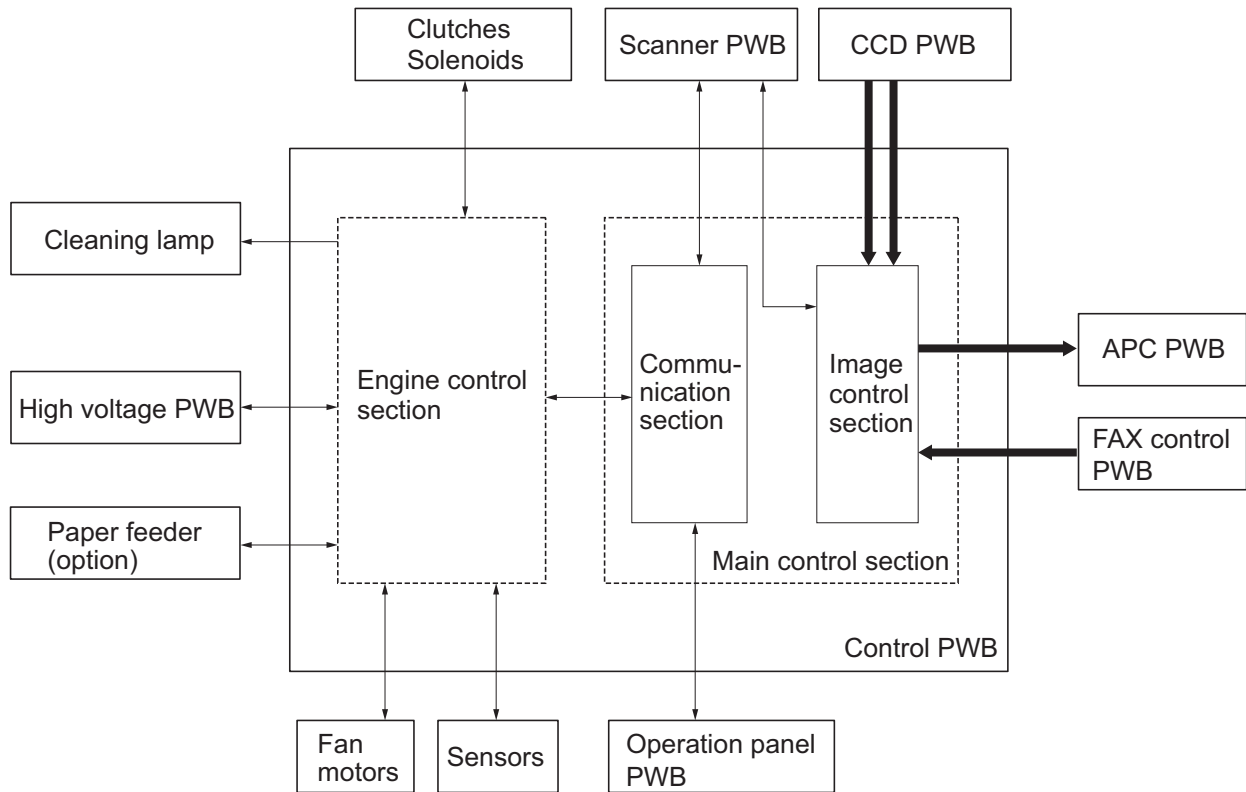 Clutches
Solenoids
Scanner PWB
CCD PWB
Cleaning lamp
High voltage PWB
Paper feeder
(option)
Engine control
section
Commu-
nication
section
Image
control
section
Main control section
Control PWB
APC PWB
FAX control
PWB
Fan
motors
Sensors
Operation panel
PWB